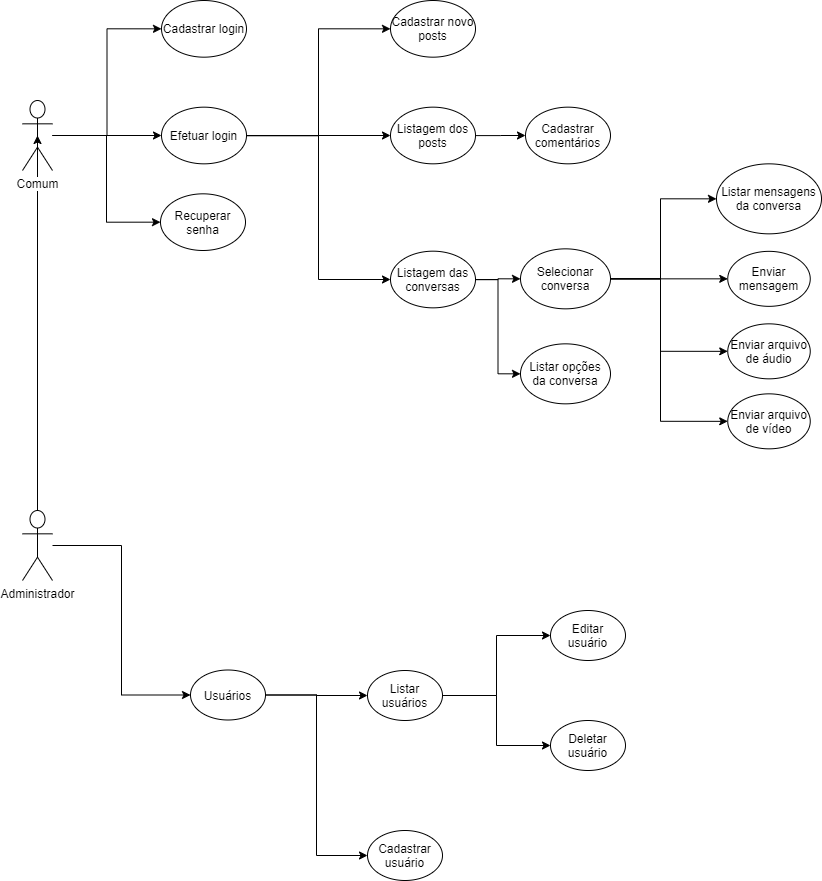 Cadastrar login
Cadastrar novo
posts
Efetuar login
Listagem dos
posts
Cadastrar
comentários
Comum
Recuperar
senha
Listar mensagens
da conversa
Listagem das
conversas
Selecionar
conversa
Enviar
mensagem
Enviar arquivo
de áudio
Listar opções
da conversa
Enviar arquivo
de vídeo
Administrador
Editar
usuário
Usuários
Listar
usuários
Deletar
usuário
Cadastrar
usuário